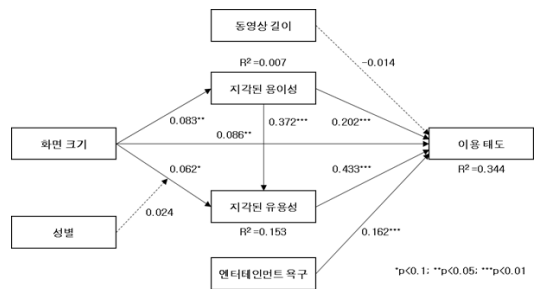 동영상 길이
R²=0.007
-0.014
지각된 용이성
0.083**
0.372***
0.202***
0.086**
화면 크기
이용 태도
0.062*
0.433***
R²=0.344
지각된 유용성
성별
0.024
R²=0.153
0.162***
엔터테인먼트 욕구
*p<0.1; **p<0.05; ***p<0.01